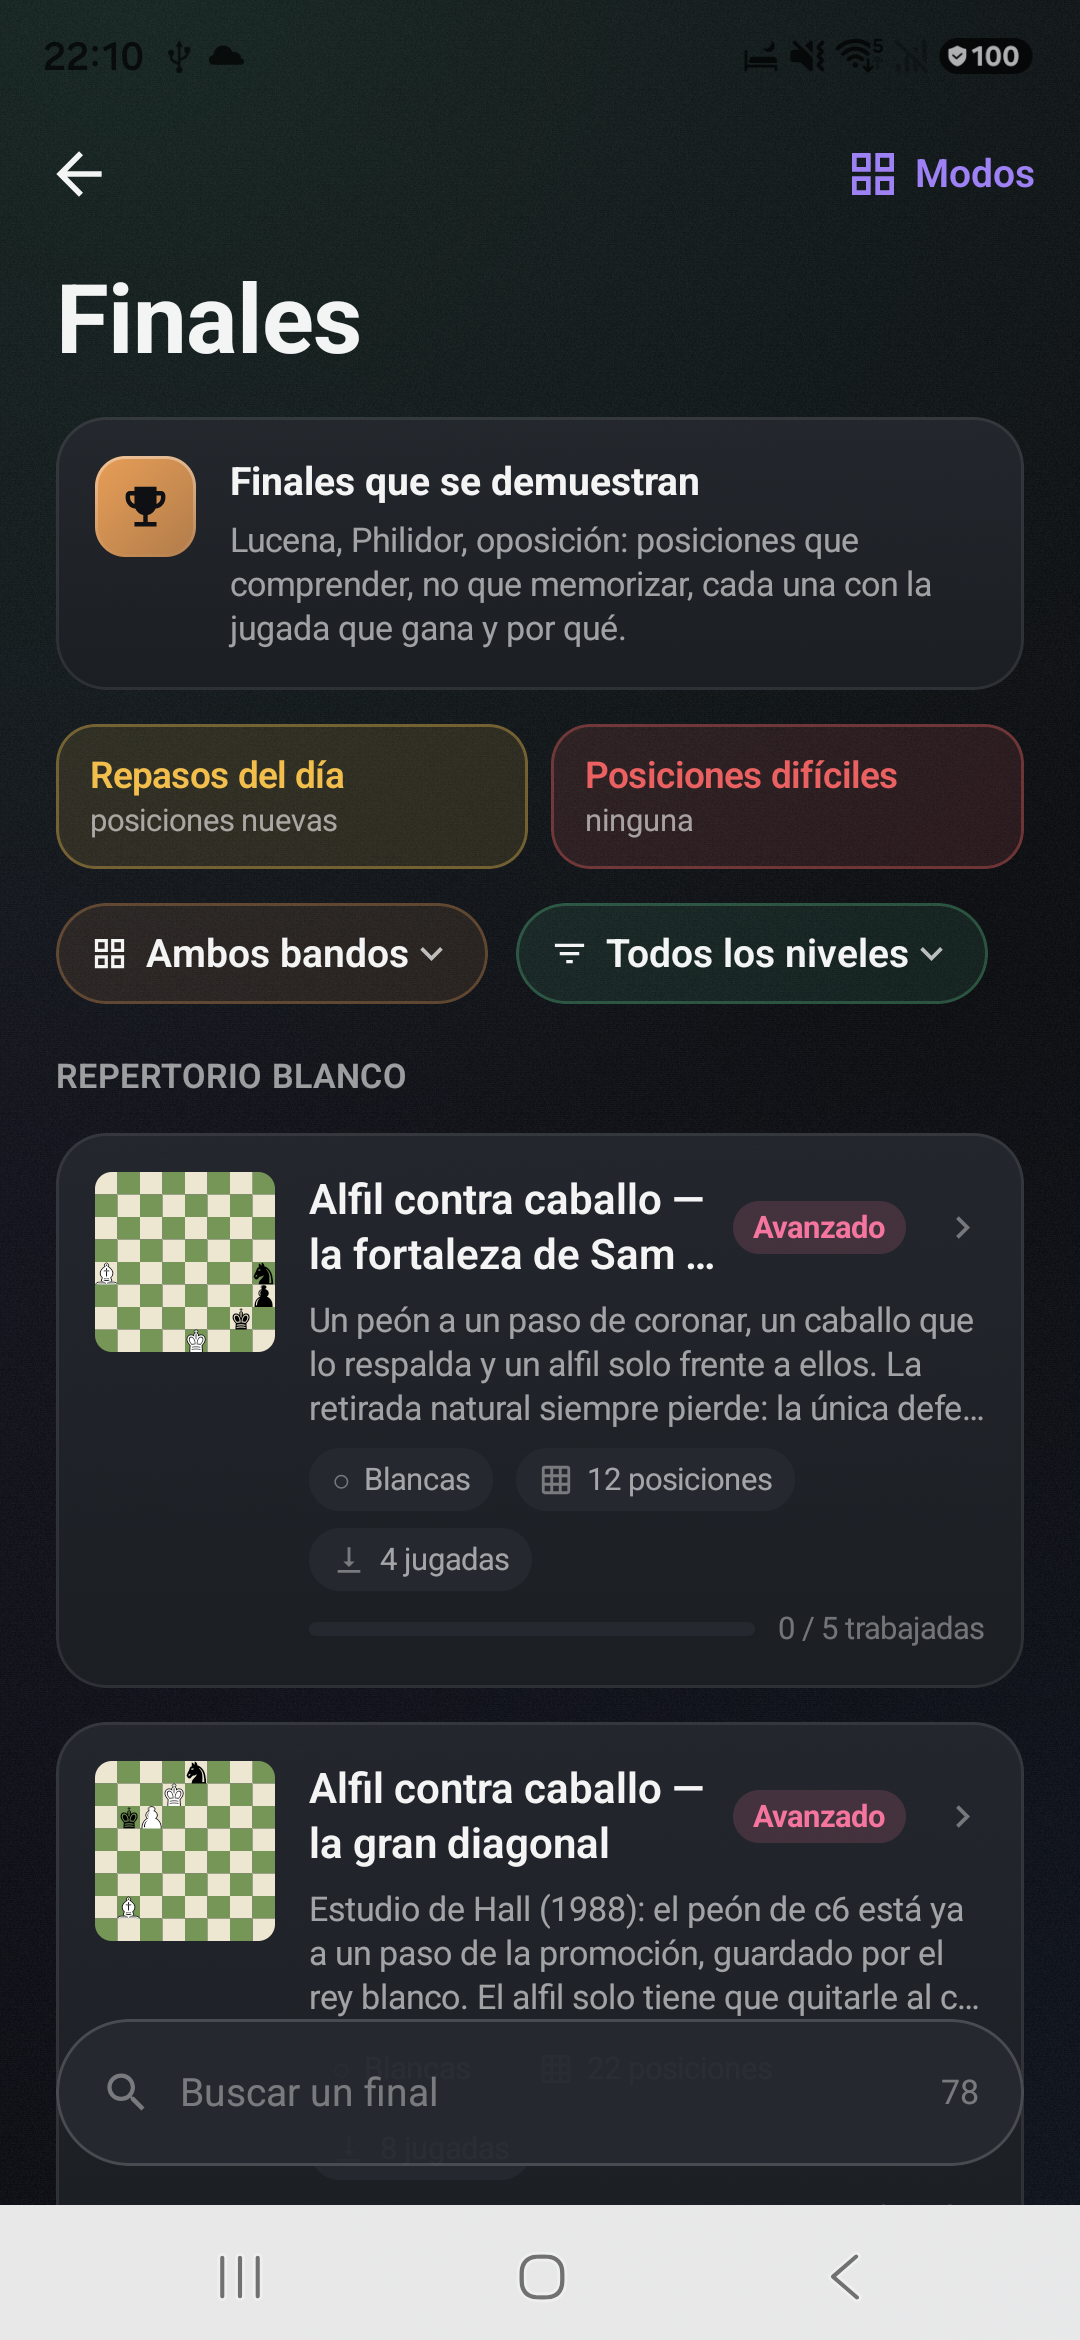 22:10
5
100
Modos
Finales
Finales que se demuestran
Lucena, Philidor, oposición: posiciones que
comprender, no que memorizar, cada una con la
jugada que gana y por qué.
Repasos del día
posiciones nuevas
Posiciones difíciles
ninguna
Ambos bandos
Todos los niveles
REPERTORIO BLANCO
Alfil contra caballo —
la fortaleza de Sam ...
Avanzado
Un peón a un paso de coronar, un caballo que
lo respalda y un alfil solo frente a ellos. La
retirada natural siempre pierde: la única defe...
Blancas
12 posiciones
4 jugadas
0 / 5 trabajadas
Alfil contra caballo —
la gran diagonal
Avanzado
Estudio de Hall (1988): el peón de c6 está ya
a un paso de la promoción, guardado por el
rey blanco. El alfil solo tiene que quitarle al c...
Blancas
22 posiciones
Buscar un final
78
8 jugadas